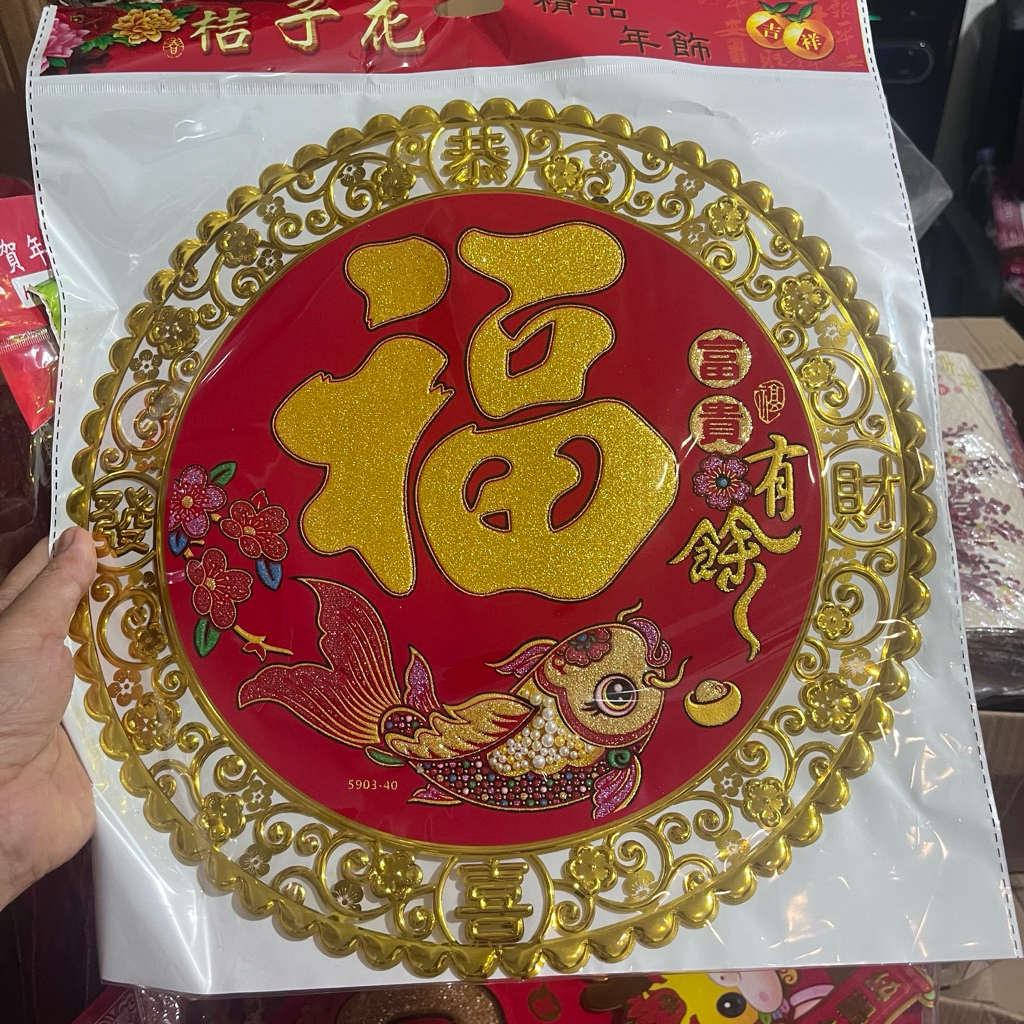 桔子花
精品
年飾
吉祥
賀年
恭
喜
發
財
福
富
貴
有
餘
福
5903-40